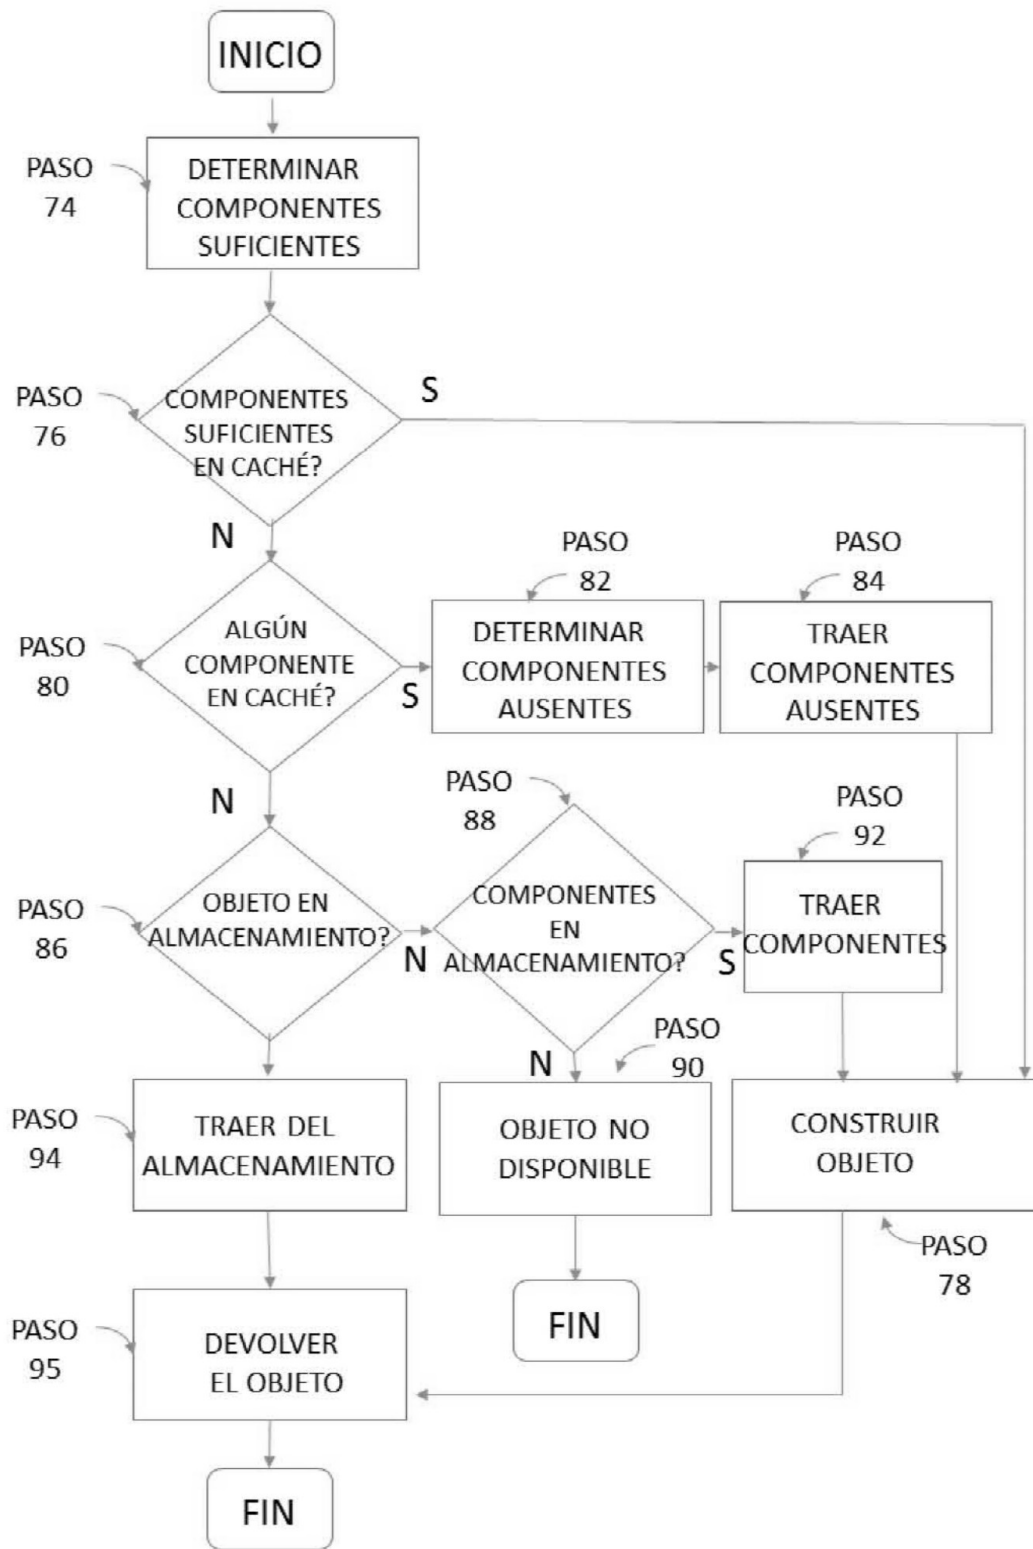 INICIO
PASO
74
DETERMINAR
COMPONENTES
SUFICIENTES
PASO
76
COMPONENTES
SUFICIENTES
EN CACHÉ?
S
N
PASO
80
ALGÚN
COMPONENTE
EN CACHÉ?
S
PASO
82
DETERMINAR
COMPONENTES
AUSENTES
PASO
84
TRAER
COMPONENTES
AUSENTES
N
PASO
86
OBJETO EN
ALMACENAMIENTO?
N
PASO
88
COMPONENTES
EN
ALMACENAMIENTO?
S
PASO
92
TRAER
COMPONENTES
N
PASO
90
OBJETO NO
DISPONIBLE
FIN
CONSTRUIR
OBJETO
PASO
78
PASO
94
TRAER DEL
ALMACENAMIENTO
PASO
95
DEVOLVER
EL OBJETO
FIN